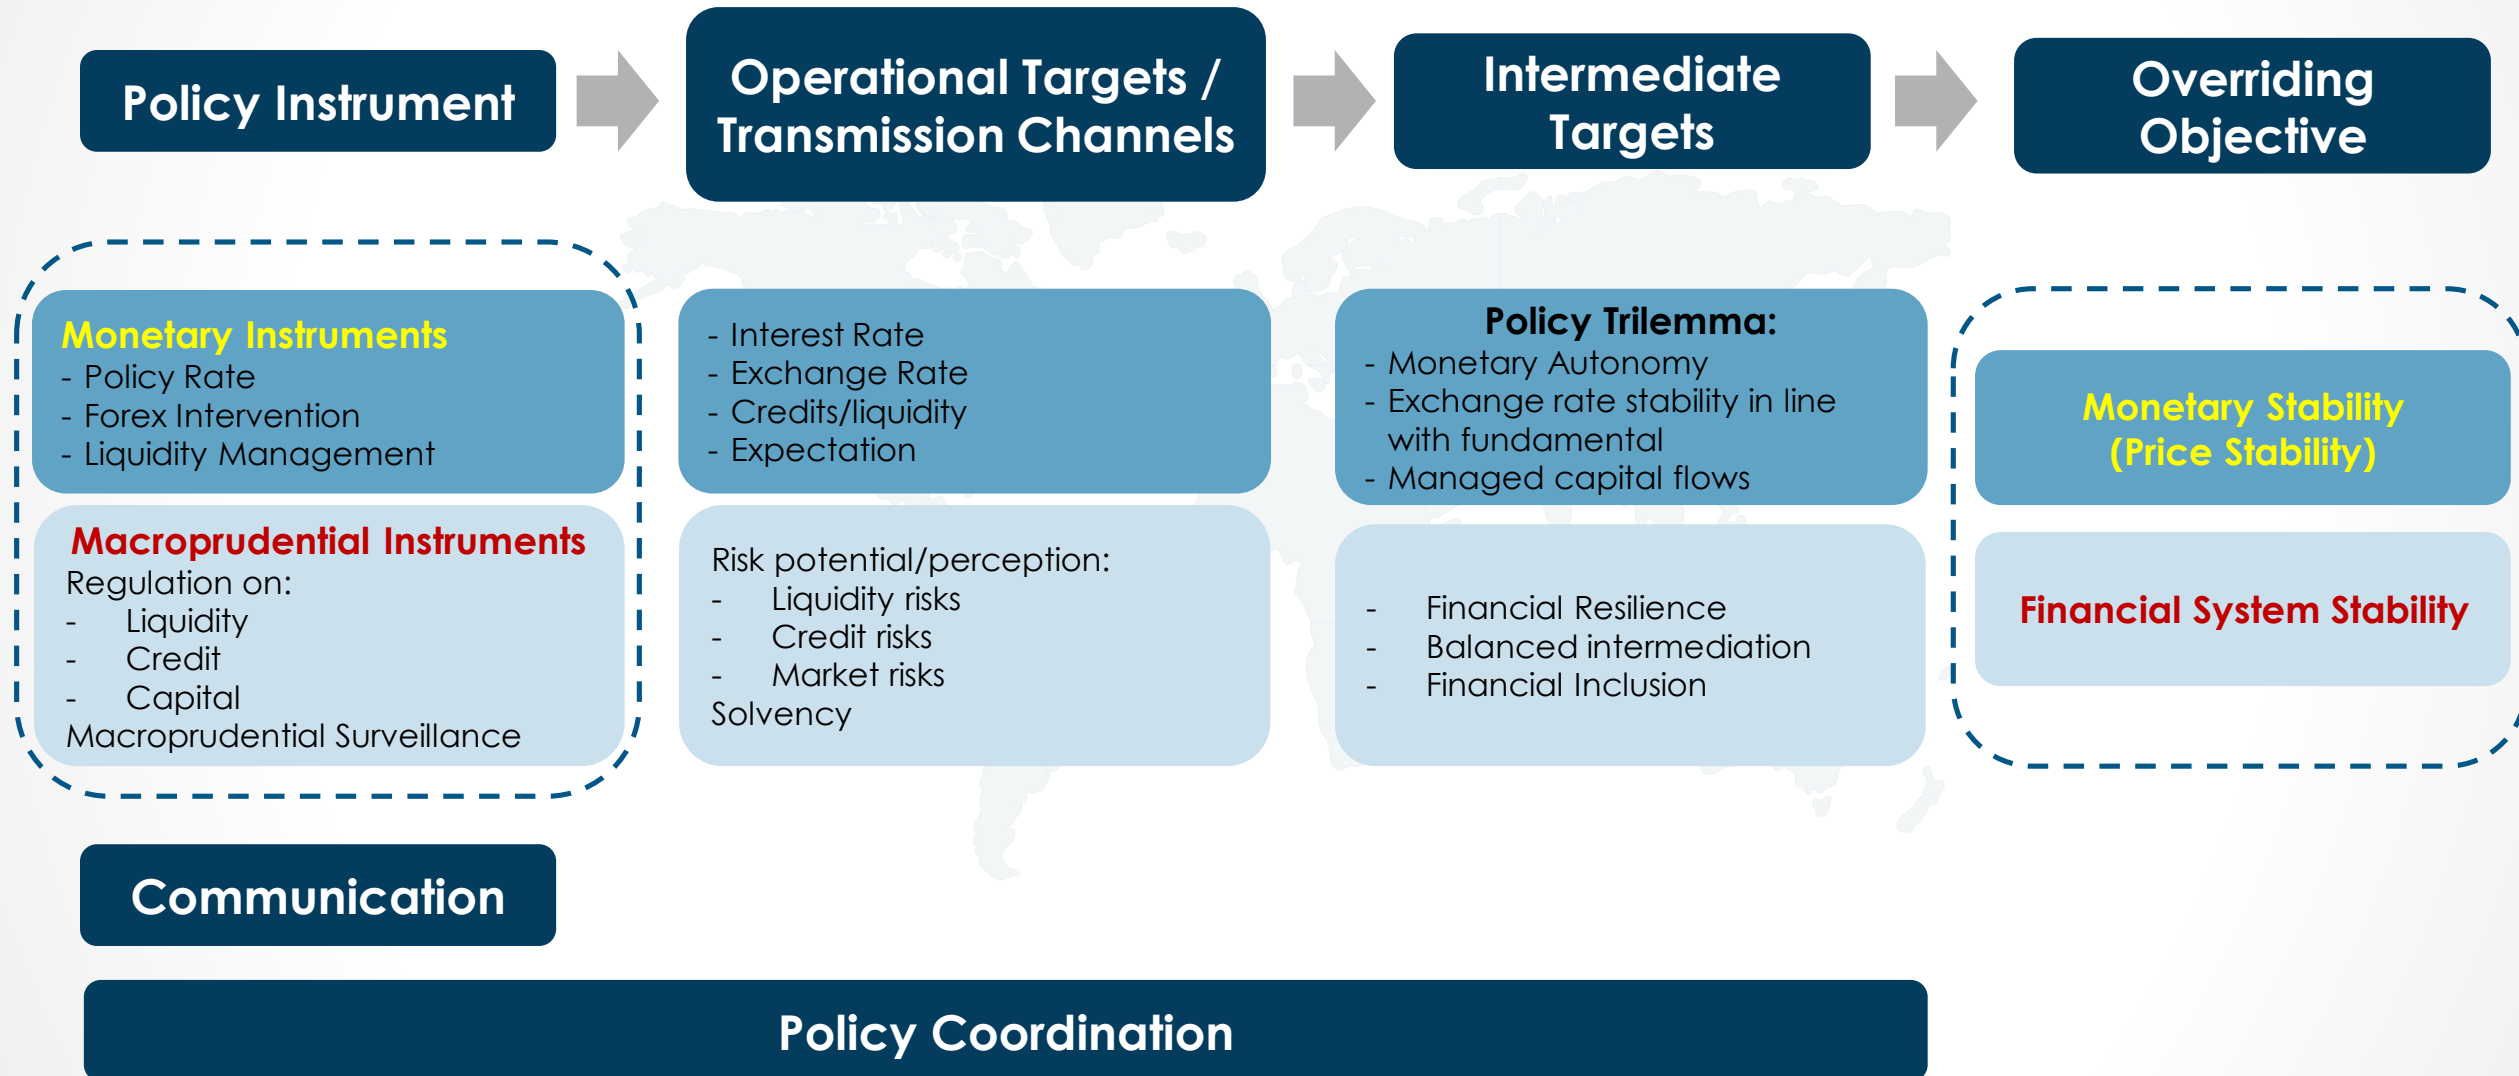 Policy Instrument
Operational Targets /
Transmission Channels
Intermediate
Targets
Overriding
Objective
Monetary Instruments
- Policy Rate
- Forex Intervention
- Liquidity Management
- Interest Rate
- Exchange Rate
- Credits/liquidity
- Expectation
Policy Trilemma:
- Monetary Autonomy
- Exchange rate stability in line
with fundamental
- Managed capital flows
Monetary Stability
(Price Stability)
Macroprudential Instruments
Regulation on:
- Liquidity
- Credit
- Capital
Macroprudential Surveillance
Risk potential/perception:
- Liquidity risks
- Credit risks
- Market risks
Solvency
- Financial Resilience
- Balanced intermediation
- Financial Inclusion
Financial System Stability
Communication
Policy Coordination